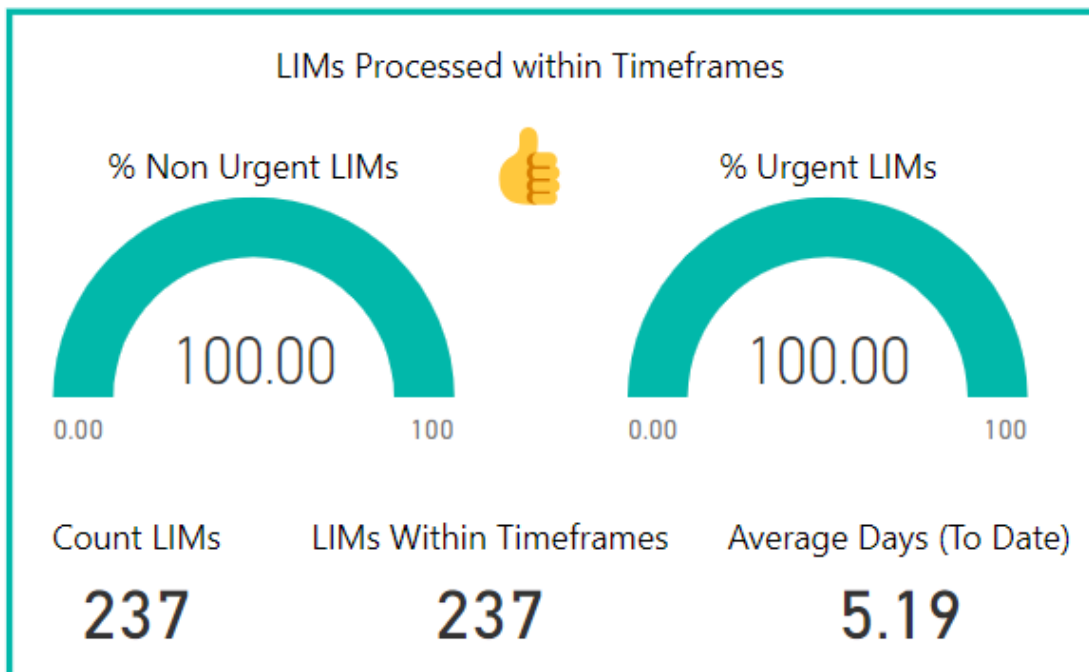 LIMs Processed within Timeframes
% Non Urgent LIMs
% Urgent LIMs
100.00
0.00
100
100.00
0.00
100
Count LIMs
LIMs Within Timeframes
Average Days (To Date)
237
237
5.19